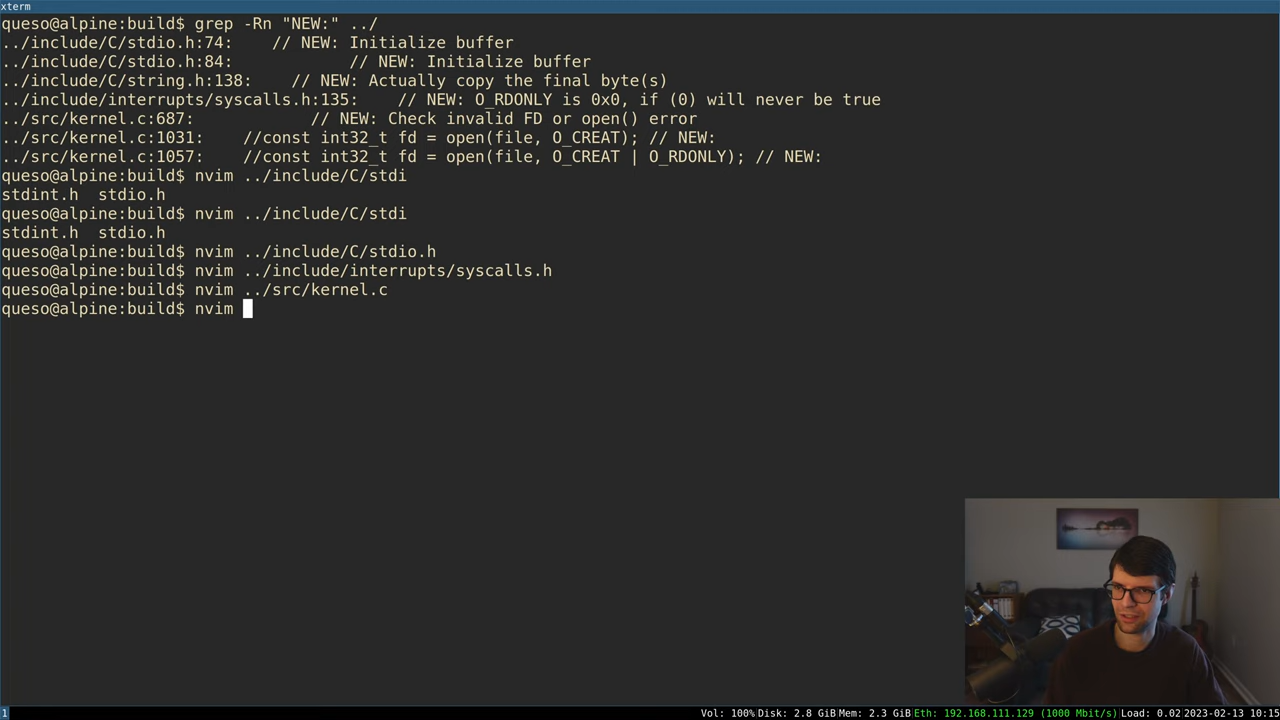 xterm
queso@alpine:build$ grep -Rn "NEW:" ../
../include/C/stdio.h:74:    // NEW: Initialize buffer
../include/C/stdio.h:84:            // NEW: Initialize buffer
../include/C/string.h:138:    // NEW: Actually copy the final byte(s)
../include/interrupts/syscalls.h:135:    // NEW: O_RDONLY is 0x0, if (0) will never be true
../src/kernel.c:687:            // NEW: Check invalid FD or open() error
../src/kernel.c:1031:    //const int32_t fd = open(file, O_CREAT); // NEW:
../src/kernel.c:1057:    //const int32_t fd = open(file, O_CREAT | O_RDONLY); // NEW:
queso@alpine:build$ nvim ../include/C/stdi
stdint.h  stdio.h
queso@alpine:build$ nvim ../include/C/stdi
stdint.h  stdio.h
queso@alpine:build$ nvim ../include/C/stdio.h
queso@alpine:build$ nvim ../include/interrupts/syscalls.h
queso@alpine:build$ nvim ../src/kernel.c
queso@alpine:build$ nvim
1 Vol: 100%|Disk: 2.8 GiB|Mem: 2.3 GiB|Eth: 192.168.111.129 (1000 Mbit/s)|Load: 0.02|2023-02-13 10:15